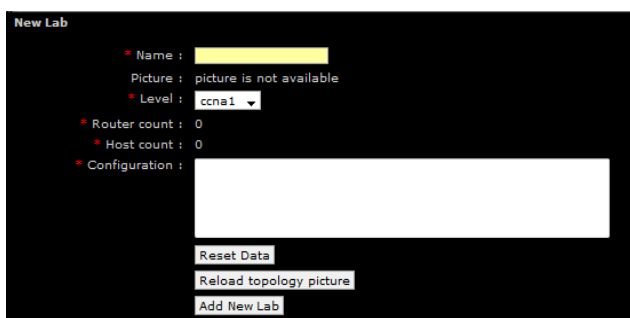 New Lab
* Name :
Picture : picture is not available
* Level : ccna1
* Router count : 0
* Host count : 0
* Configuration :
Reset Data
Reload topology picture
Add New Lab